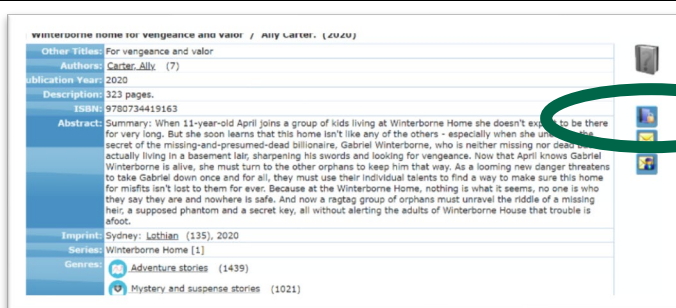 Winterborne home for vengeance and valor / Ally Carter. (2020)
Other Titles: For vengeance and valor
Authors: Carter, Ally (7)
ublication Year: 2020
Description: 323 pages.
ISBN: 9780734419163
Abstract: Summary: When 11-year-old April joins a group of kids living at Winterborne Home she doesn't to be there
for very long. But she soon learns that this home isn't like any of the others - especially when she the
secret of the missing-and-presumed-dead billionaire, Gabriel Winterborne, who is neither missing nor dead
actually living in a basement lair, sharpening his swords and looking for vengeance. Now that April knows Gabriel
Winterborne is alive, she must turn to the other orphans to keep him that way. As a looming new danger threatens
to take Gabriel down once and for all, they must use their individual talents to find a way to make sure this home
for misfits isn't lost to them for ever. Because at the Winterborne Home, nothing is what it seems, no one is who
they say they are and nowhere is safe. And now a ragtag group of orphans must unravel the riddle of a missing
heir, a supposed phantom and a secret key, all without alerting the adults of Winterborne House that trouble is
afoot.
Imprint: Sydney: Lothian (135), 2020
Series: Winterborne Home [1]
Genres: Adventure stories (1439)
Mystery and suspense stories (1021)